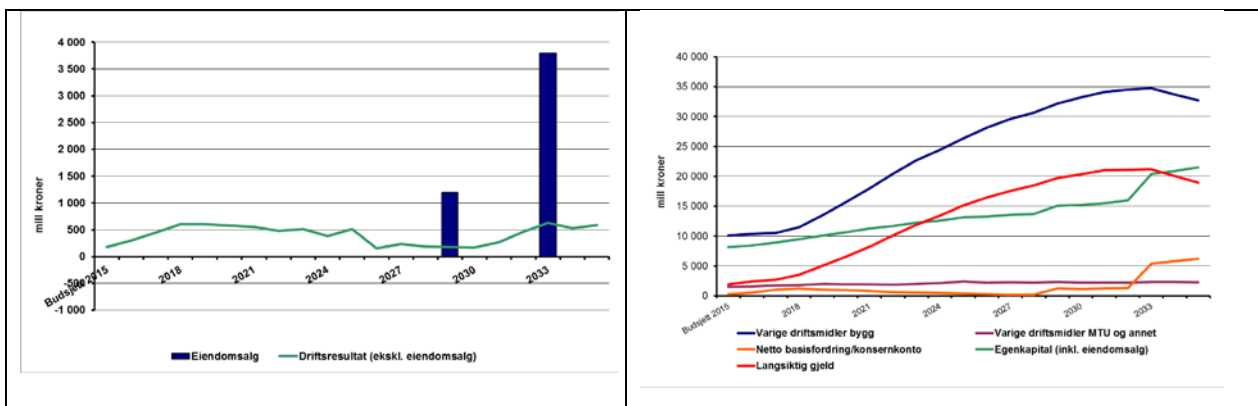 4 000
3 500
3 000
2 500
2 000
1 500
1 000
500
0
-500
-1 000
mill kroner
Budsjett 2015
2018
2021
2024
2027
2030
2033
Eiendomsalg
Driftsresultat (ekskl. eiendomsalg)
40 000
35 000
30 000
25 000
20 000
15 000
10 000
5 000
0
mill kroner
Budsjett 2015
2018
2021
2024
2027
2030
2033
Varige driftsmidler bygg
Varige driftsmidler MTU og annet
Netto basisfordring/konsernkonto
Egenkapital (inkl. eiendomsalg)
Langsiktig gjeld